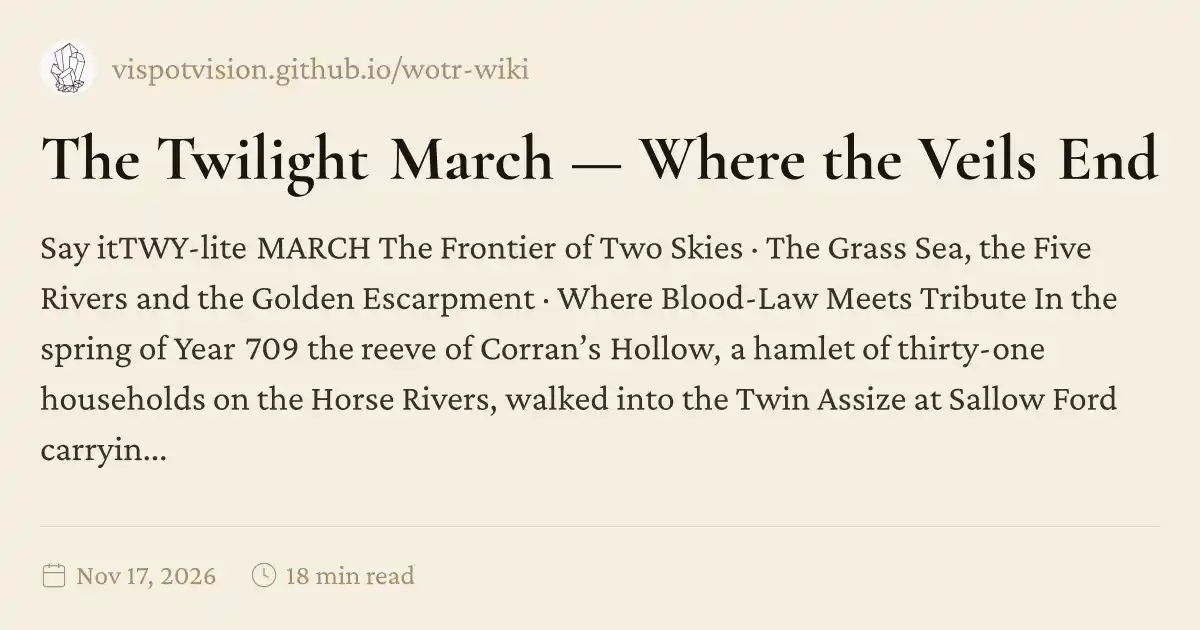 vispotvision.github.io/wotr-wiki
The Twilight March — Where the Veils End
Say itTWY-lite MARCH The Frontier of Two Skies · The Grass Sea, the Five
Rivers and the Golden Escarpment · Where Blood-Law Meets Tribute In the
spring of Year 709 the reeve of Corran’s Hollow, a hamlet of thirty-one
households on the Horse Rivers, walked into the Twin Assize at Sallow Ford
carryin...
Nov 17, 2026
18 min read